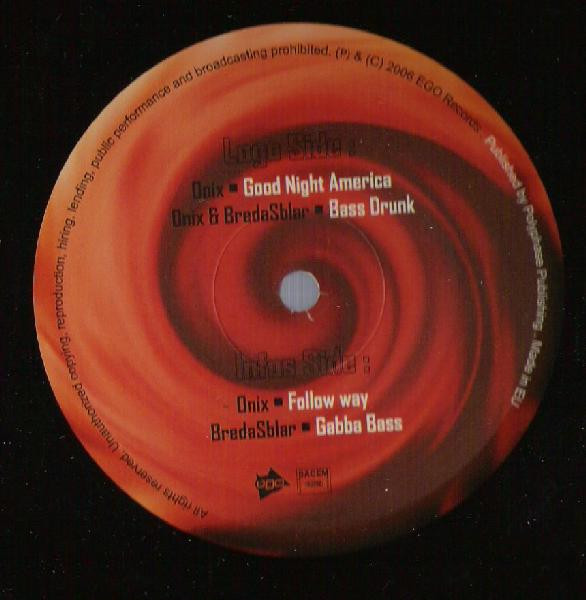 Logo Side :
Onix ▪ Good Night America
Onix & BredaSblar ▪ Bass Drunk
Infos Side :
Onix ▪ Follow way
BredaSblar ▪ Gabba Bass
EGO
SACEM
All rights reserved. Unauthorized copying, reproduction, hiring, lending, public performance and broadcasting prohibited. (P) & (C) 2006 EGO Records . Published by Polyphase Publishing . Made in EU